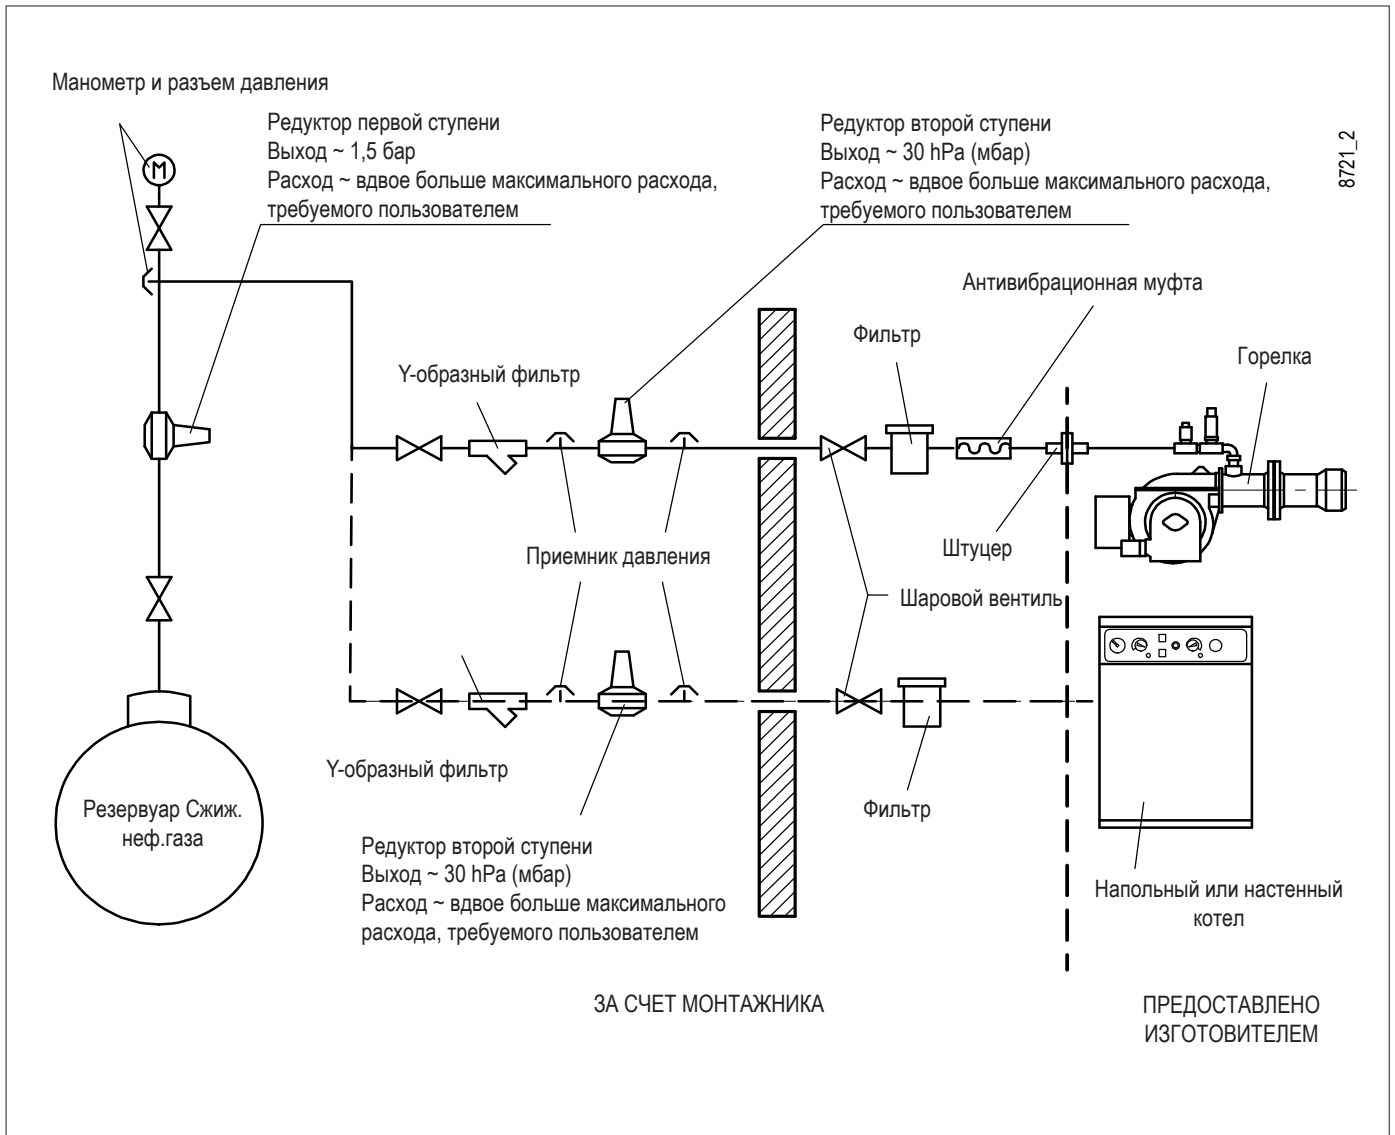 Манометр и разъем давления
M
Редуктор первой ступени
Выход ~ 1,5 бар
Расход ~ вдвое больше максимального расхода,
требуемого пользователем
Редуктор второй ступени
Выход ~ 30 hPa (мбар)
Расход ~ вдвое больше максимального расхода,
требуемого пользователем
8721_2
Антивибрационная муфта
Фильтр
Горелка
Y-образный фильтр
Приемник давления
Штуцер
Шаровой вентиль
Y-образный фильтр
Фильтр
Резервуар Сжиж.
неф.газа
Редуктор второй ступени
Выход ~ 30 hPa (мбар)
Расход ~ вдвое больше максимального
расхода, требуемого пользователем
Напольный или настенный
котел
ЗА СЧЕТ МОНТАЖНИКА
ПРЕДОСТАВЛЕНО
ИЗГОТОВИТЕЛЕМ